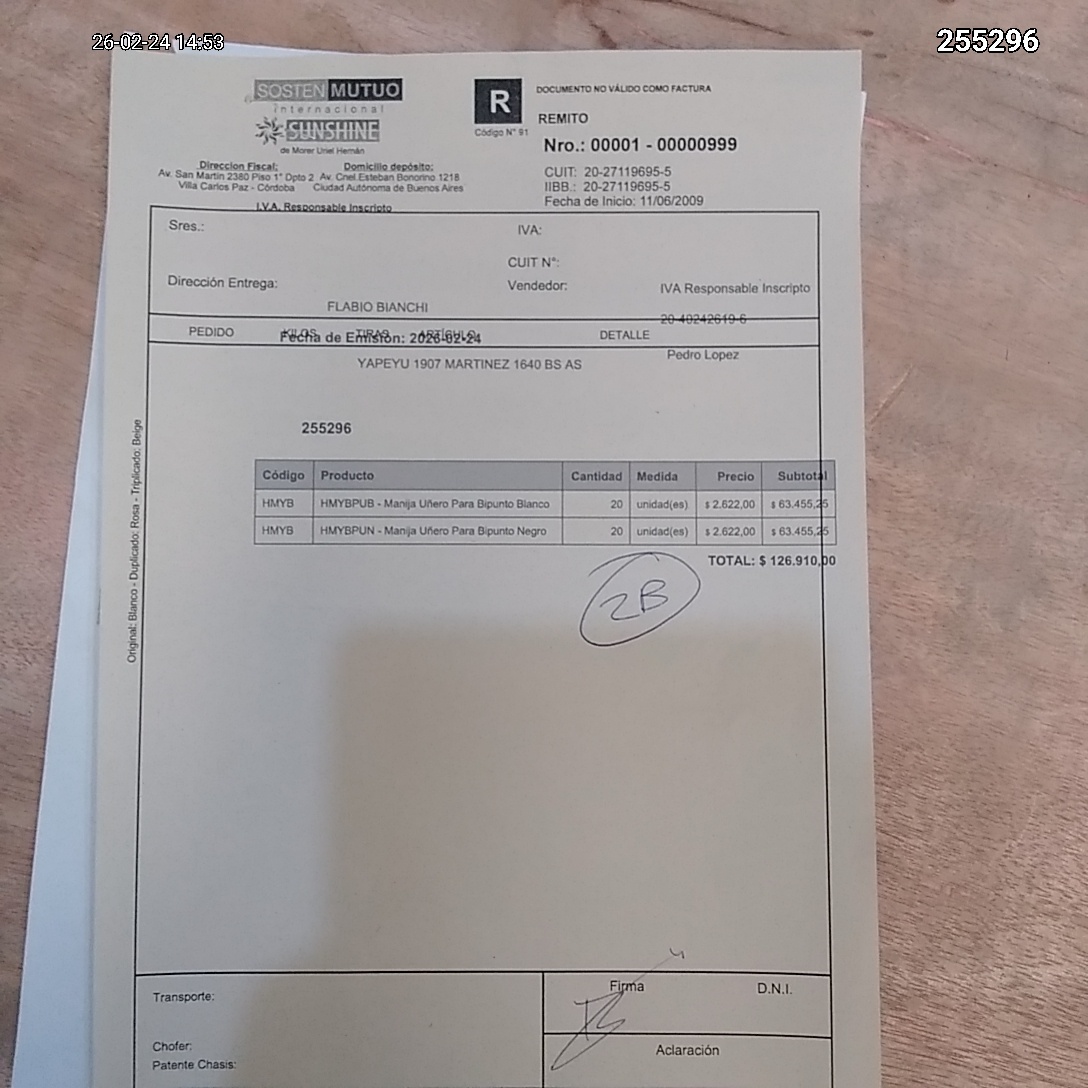 26-02-24 14:53
255296
SOSTEN MUTUO
internacional
SUNSHINE
de Morer Uriel Hernán
Direccion Fiscal:
Av. San Martin 2380 Piso 1° Dpto 2
Villa Carlos Paz - Córdoba
Domicilio depósito:
Av. Cnel.Esteban Bonorino 1218
Ciudad Autónoma de Buenos Aires
I.V.A. Responsable Inscripto
R
Código N° 91
DOCUMENTO NO VÁLIDO COMO FACTURA
REMITO
Nro.: 00001 - 00000999
CUIT: 20-27119695-5
IIBB.: 20-27119695-5
Fecha de Inicio: 11/06/2009
Sres.:
IVA:
CUIT N°:
Dirección Entrega:
Vendedor:
IVA Responsable Inscripto
FLABIO BIANCHI
20-40242619-6
PEDIDO KILOS TIRAS ARTÍCULO DETALLE
Fecha de Emisión: 2026-02-24
Pedro Lopez
YAPEYU 1907 MARTINEZ 1640 BS AS
255296
Código Producto Cantidad Medida Precio Subtotal
HMYB HMYBPUB - Manija Uñero Para Bipunto Blanco 20 unidad(es) $ 2.622,00 $ 63.455,25
HMYB HMYBPUN - Manija Uñero Para Bipunto Negro 20 unidad(es) $ 2.622,00 $ 63.455,25
TOTAL: $ 126.910,00
2B
Original: Blanco - Duplicado: Rosa - Triplicado: Beige
Transporte:
Firma
D.N.I.
Chofer:
Patente Chasis:
Aclaración